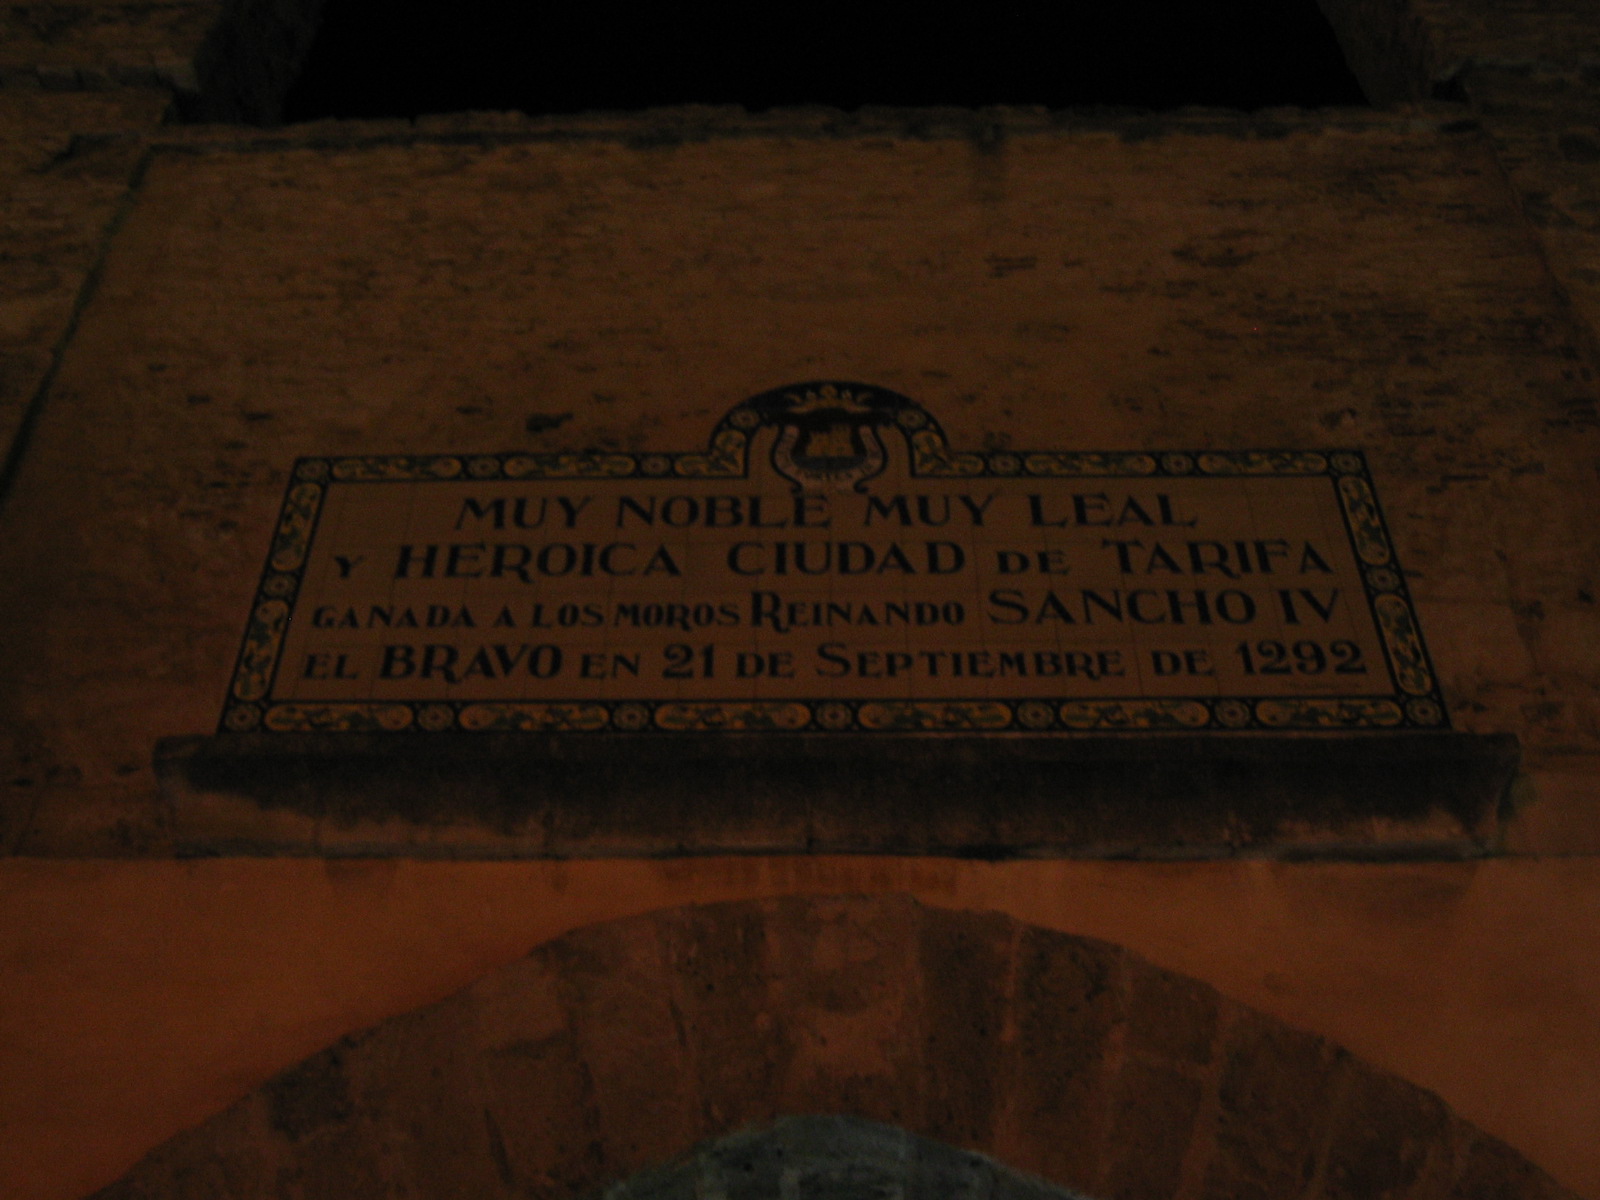 MUY NOBLE MUY LEAL
Y HEROICA CIUDAD DE TARIFA
GANADA A LOS MOROS REINANDO SANCHO IV
EL BRAVO EN 21 DE SEPTIEMBRE DE 1292